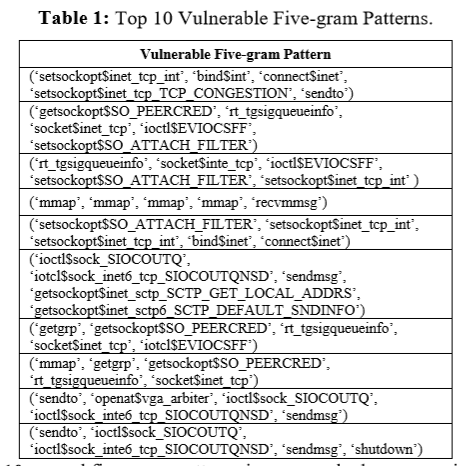 Table 1: Top 10 Vulnerable Five-gram Patterns.
Vulnerable Five-gram Pattern
(‘setsockopt$inet_tcp_int’, ‘bind$int’, ‘connect$inet’,
‘setsockopt$inet_tcp_TCP_CONGESTION’, ‘sendto’)
(‘getsockopt$SO_PEERCRED’, ‘rt_tgsigqueueinfo’,
‘socket$inet_tcp’, ‘ioctl$EVIOCSFF’,
‘setsockopt$SO_ATTACH_FILTER’)
(‘rt_tgsigqueueinfo’, ‘socket$inte_tcp’, ‘ioctl$EVIOCSFF’,
‘setsockopt$SO_ATTACH_FILTER’, ‘setsockopt$inet_tcp_int’ )
(‘mmap’, ‘mmap’, ‘mmap’, ‘mmap’, ‘recvmmsg’)
(‘setsockopt$SO_ATTACH_FILTER’, ‘setsockopt$inet_tcp_int’,
‘setsockopt$inet_tcp_int’, ‘bind$inet’, ‘connect$inet’)
(‘ioctl$sock_SIOCOUTQ’,
‘iotcl$sock_inet6_tcp_SIOCOUTQNSD’, ‘sendmsg’,
‘getsockopt$inet_sctp_SCTP_GET_LOCAL_ADDRS’,
‘getsockopt$inet_sctp6_SCTP_DEFAULT_SNDINFO’)
(‘getgrp’, ‘getsockopt$SO_PEERCRED’, ‘rt_tgsigqueueinfo’,
‘socket$inet_tcp’, ‘iotcl$EVIOCSFF’)
(‘mmap’, ‘getgrp’, ‘getsockopt$SO_PEERCRED’,
‘rt_tgsigqueueinfo’, ‘socket$inet_tcp’)
(‘sendto’, ‘openat$vga_arbiter’, ‘ioctl$sock_SIOCOUTQ’,
‘ioctl$sock_inte6_tcp_SIOCOUTQNSD’, ‘sendmsg’)
(‘sendto’, ‘ioctl$sock_SIOCOUTQ’,
‘ioctl$sock_inte6_tcp_SIOCOUTQNSD’, ‘sendmsg’, ‘shutdown’)